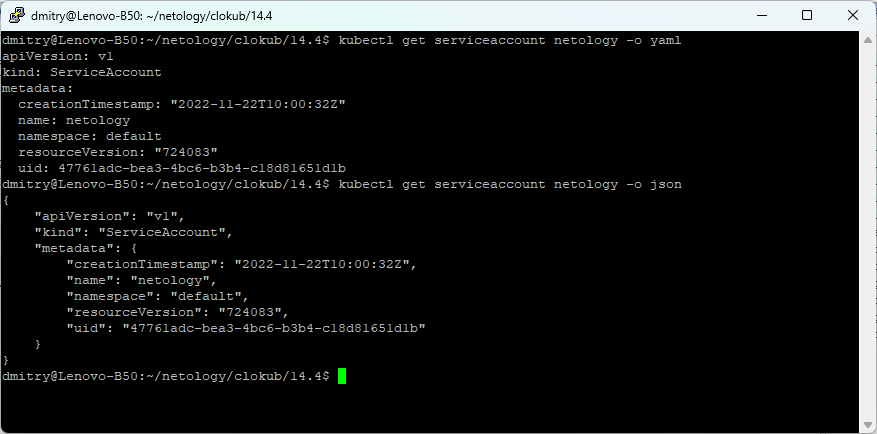 dmitry@Lenovo-B50: ~/netology/clokub/14.4
dmitry@Lenovo-B50:~/netology/clokub/14.4$ kubectl get serviceaccount netology -o yaml
apiVersion: v1
kind: ServiceAccount
metadata:
  creationTimestamp: "2022-11-22T10:00:32Z"
  name: netology
  namespace: default
  resourceVersion: "724083"
  uid: 47761adc-bea3-4bc6-b3b4-c18d81651d1b
dmitry@Lenovo-B50:~/netology/clokub/14.4$ kubectl get serviceaccount netology -o json
{
    "apiVersion": "v1",
    "kind": "ServiceAccount",
    "metadata": {
        "creationTimestamp": "2022-11-22T10:00:32Z",
        "name": "netology",
        "namespace": "default",
        "resourceVersion": "724083",
        "uid": "47761adc-bea3-4bc6-b3b4-c18d81651d1b"
    }
}
dmitry@Lenovo-B50:~/netology/clokub/14.4$